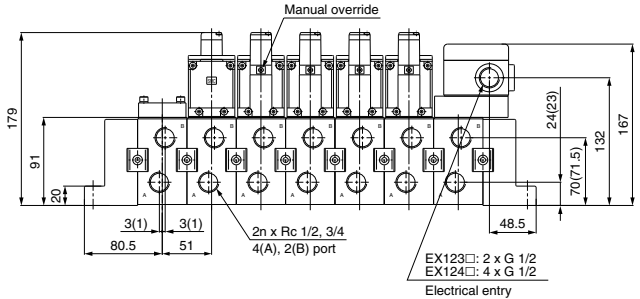 Manual override
179
91
20
B
B
B
B
B
B
B
A
A
A
A
A
A
A
24(23)
70(71.5)
132
167
3(1)
3(1)
80.5
51
48.5
2n x Rc 1/2, 3/4
4(A), 2(B) port
EX123□: 2 x G 1/2
EX124□: 4 x G 1/2
Electrical entry